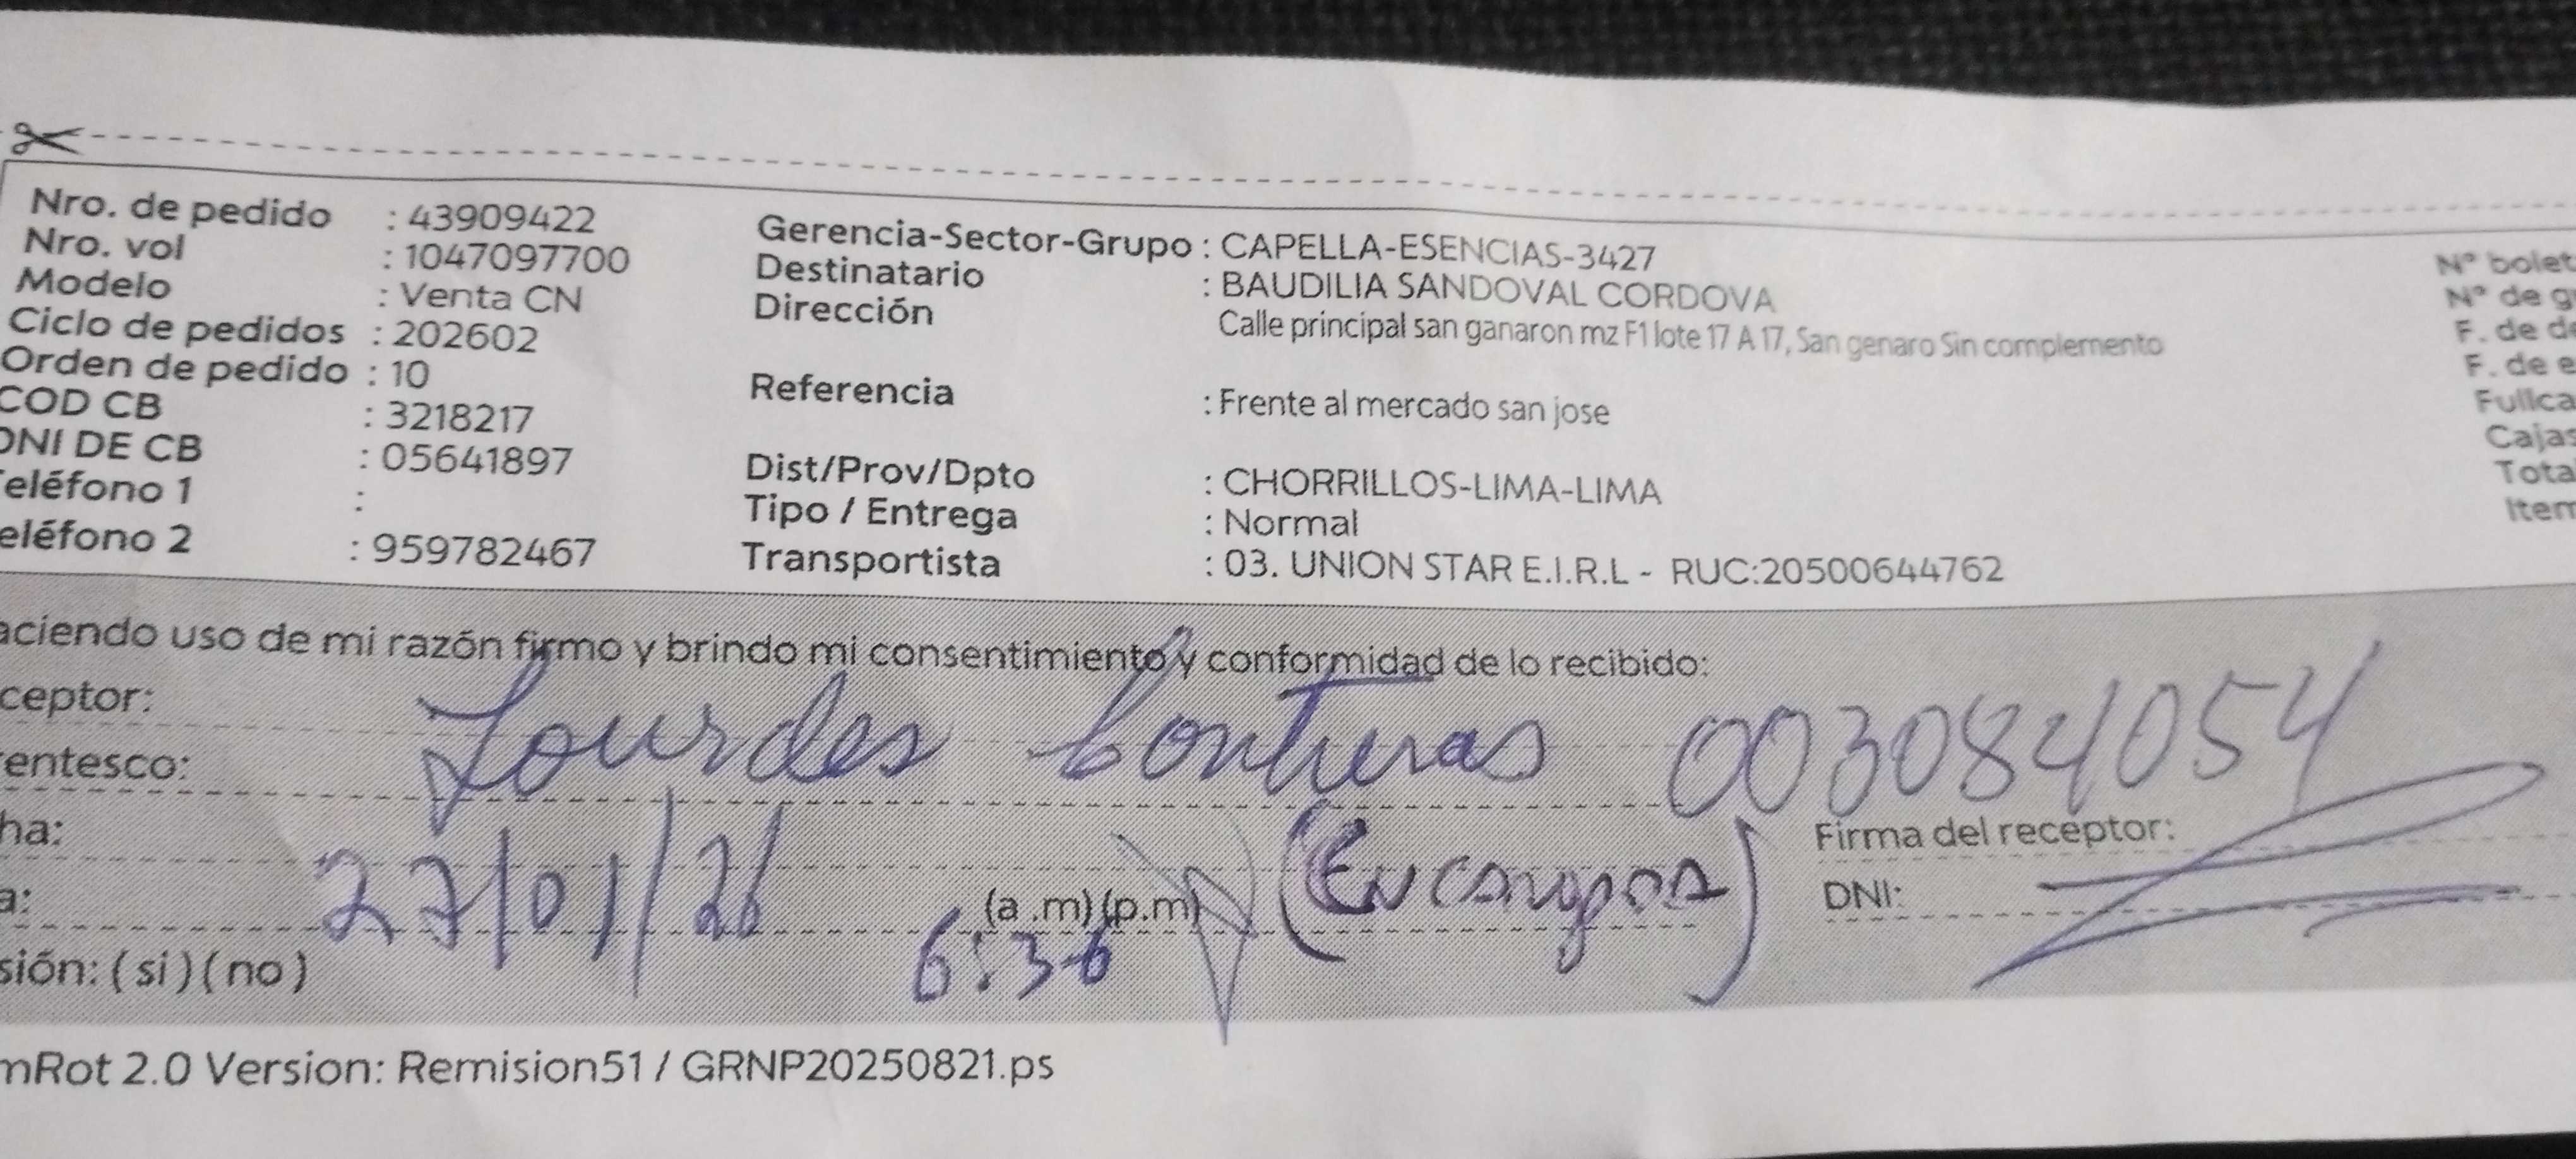 Nro. de pedido : 43909422
Nro. vol : 1047097700
Modelo : Venta CN
Ciclo de pedidos : 202602
Orden de pedido : 10
COD CB : 3218217
DNI DE CB : 05641897
Teléfono 1 :
eléfono 2 : 959782467
Gerencia-Sector-Grupo : CAPELLA-ESENCIAS-3427
Destinatario : BAUDILIA SANDOVAL CORDOVA
Dirección Calle principal san ganaron mz F1 lote 17 A 17, San genaro Sin complemento
Referencia : Frente al mercado san jose
Dist/Prov/Dpto : CHORRILLOS-LIMA-LIMA
Tipo / Entrega : Normal
Transportista : 03. UNION STAR E.I.R.L - RUC:20500644762
N° bolet
N° de g
F. de de
F. de e
Fullca
Cajas
Tota
Item
aciendo uso de mi razón firmo y brindo mi consentimiento y conformidad de lo recibido:
ceptor: Lourdes Contreras 003084054
entesco:
ha: 27/01/26 (Encargada)
Firma del receptor:
a: 6:36 (a .m) (p.m)
DNI:
sión: ( si ) ( no )
mRot 2.0 Version: Remision51 / GRNP20250821.ps